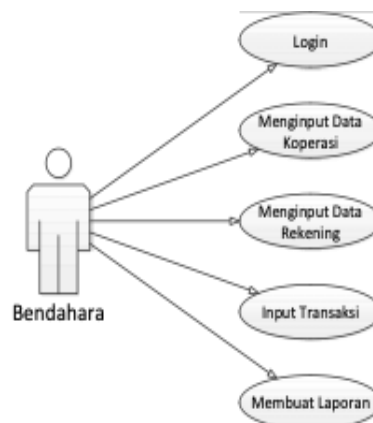 Login
Menginput Data
Koperasi
Menginput Data
Rekening
Bendahara
Input Transaksi
Membuat Laporan